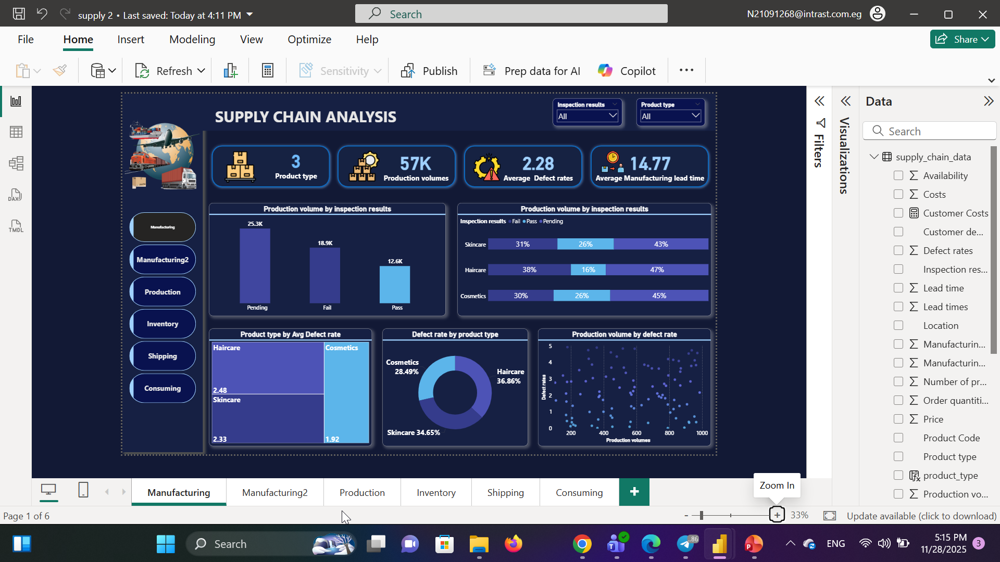 supply 2 • Last saved: Today at 4:11 PM
Search
N21091268@intrast.com.eg
File Home Insert Modeling View Optimize Help
Share
Refresh
Sensitivity
Publish
Prep data for AI
Copilot
SUPPLY CHAIN ANALYSIS
Inspection results
All
Product type
All
3
Product type
57K
Production volumes
2.28
Average Defect rates
14.77
Average Manufacturing lead time
Manufacturing
Manufacturing2
Production
Inventory
Shipping
Consuming
Production volume by inspection results
25.3K
18.9K
12.6K
Pending Fail Pass
Production volume by inspection results
Inspection results Fail Pass Pending
Skincare 31% 26% 43%
Haircare 38% 16% 47%
Cosmetics 30% 26% 45%
Product type by Avg Defect rate
Haircare
2.48
Skincare
2.33
Cosmetics
1.92
Defect rate by product type
Cosmetics
28.49%
Haircare
36.86%
Skincare 34.65%
Production volume by defect rate
Defect rates
5
4
3
2
1
0
200 400 600 800 1000
Production volumes
Filters
Visualizations
Data
Search
supply_chain_data
Availability
Costs
Customer Costs
Customer de...
Defect rates
Inspection res...
Lead time
Lead times
Location
Manufacturin...
Manufacturin...
Number of pr...
Order quantiti...
Price
Product Code
Product type
product_type
Production vo...
DAX
TMDL
Manufacturing Manufacturing2 Production Inventory Shipping Consuming +
Zoom In
Page 1 of 6
- + 33%
Update available (click to download)
Search
..86
ENG
5:15 PM
11/28/2025
3